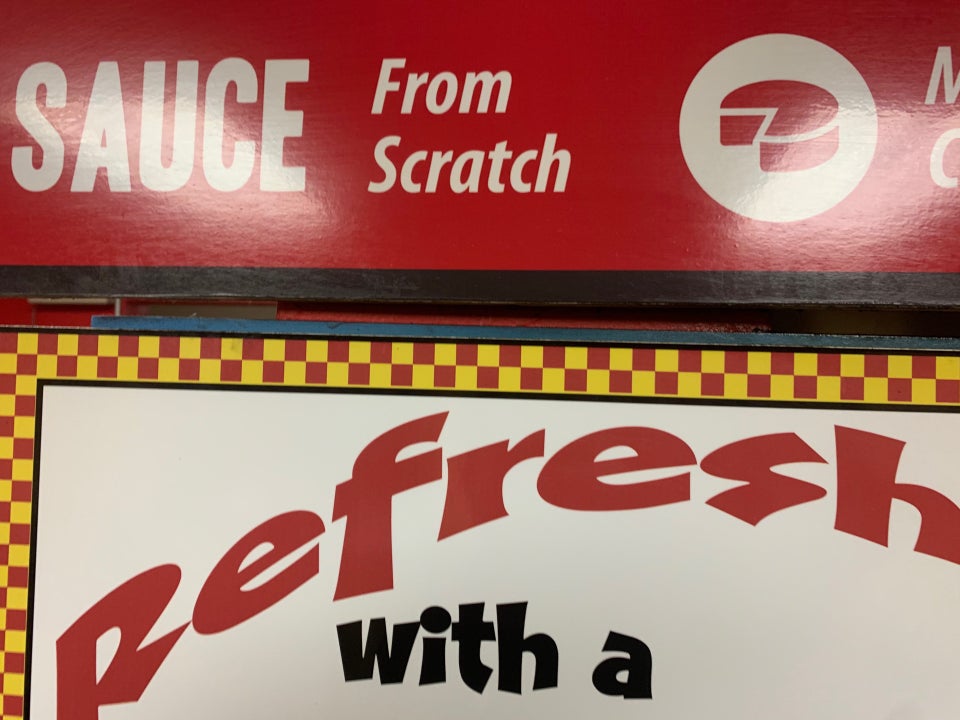 SAUCE
From
Scratch
Refresh
with a